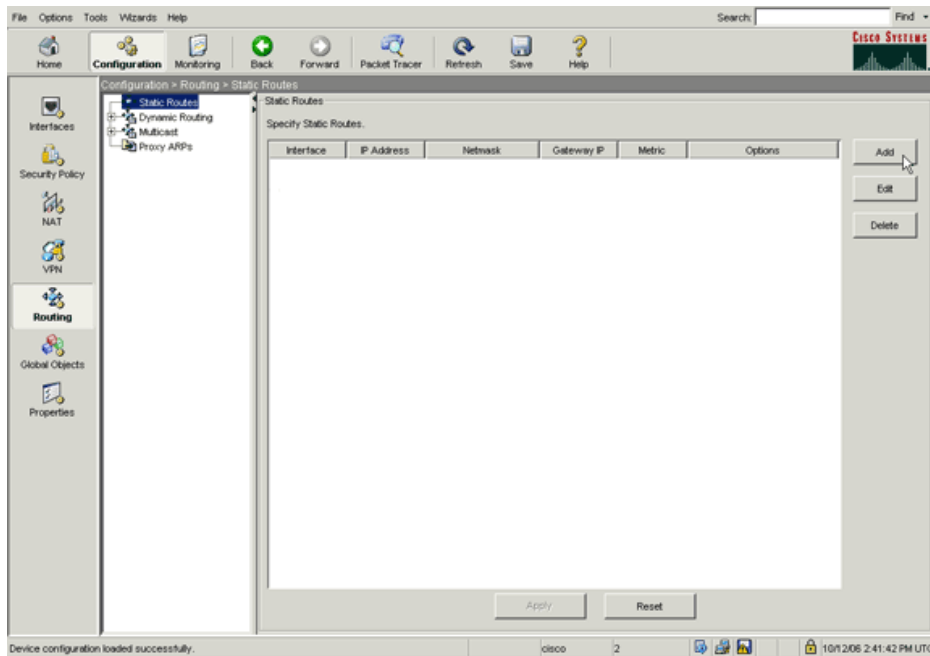 File Options Tools Wizards Help Search: Find
Home Configuration Monitoring Back Forward Packet Tracer Refresh Save Help
CISCO SYSTEMS
Configuration > Routing > Static Routes
Interfaces
Security Policy
NAT
VPN
Routing
Global Objects
Properties
Static Routes
Dynamic Routing
Multicast
Proxy ARPs
Static Routes
Specify Static Routes.
Interface IP Address Netmask Gateway IP Metric Options
Add
Edit
Delete
Apply Reset
Device configuration loaded successfully. cisco 2 10/12/06 2:41:42 PM UTC